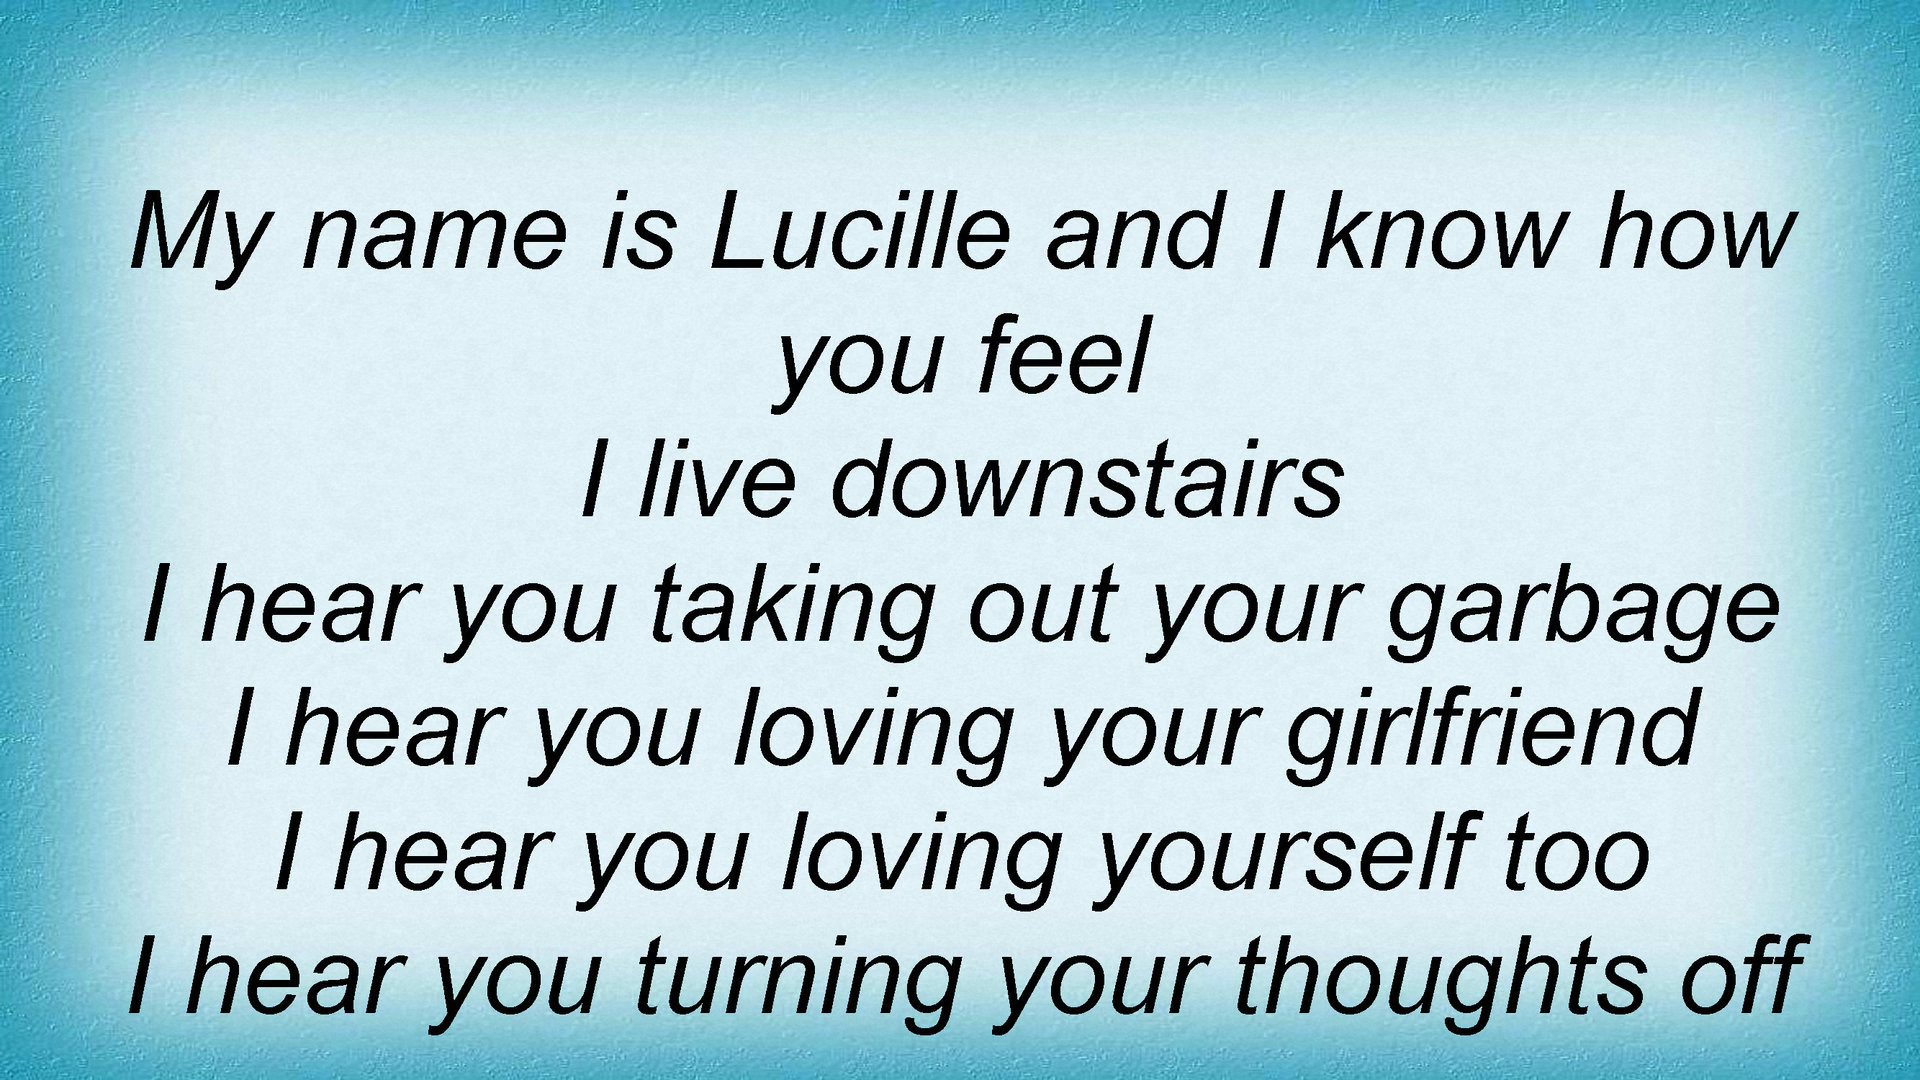 My name is Lucille and I know how
you feel
I live downstairs
I hear you taking out your garbage
I hear you loving your girlfriend
I hear you loving yourself too
I hear you turning your thoughts off